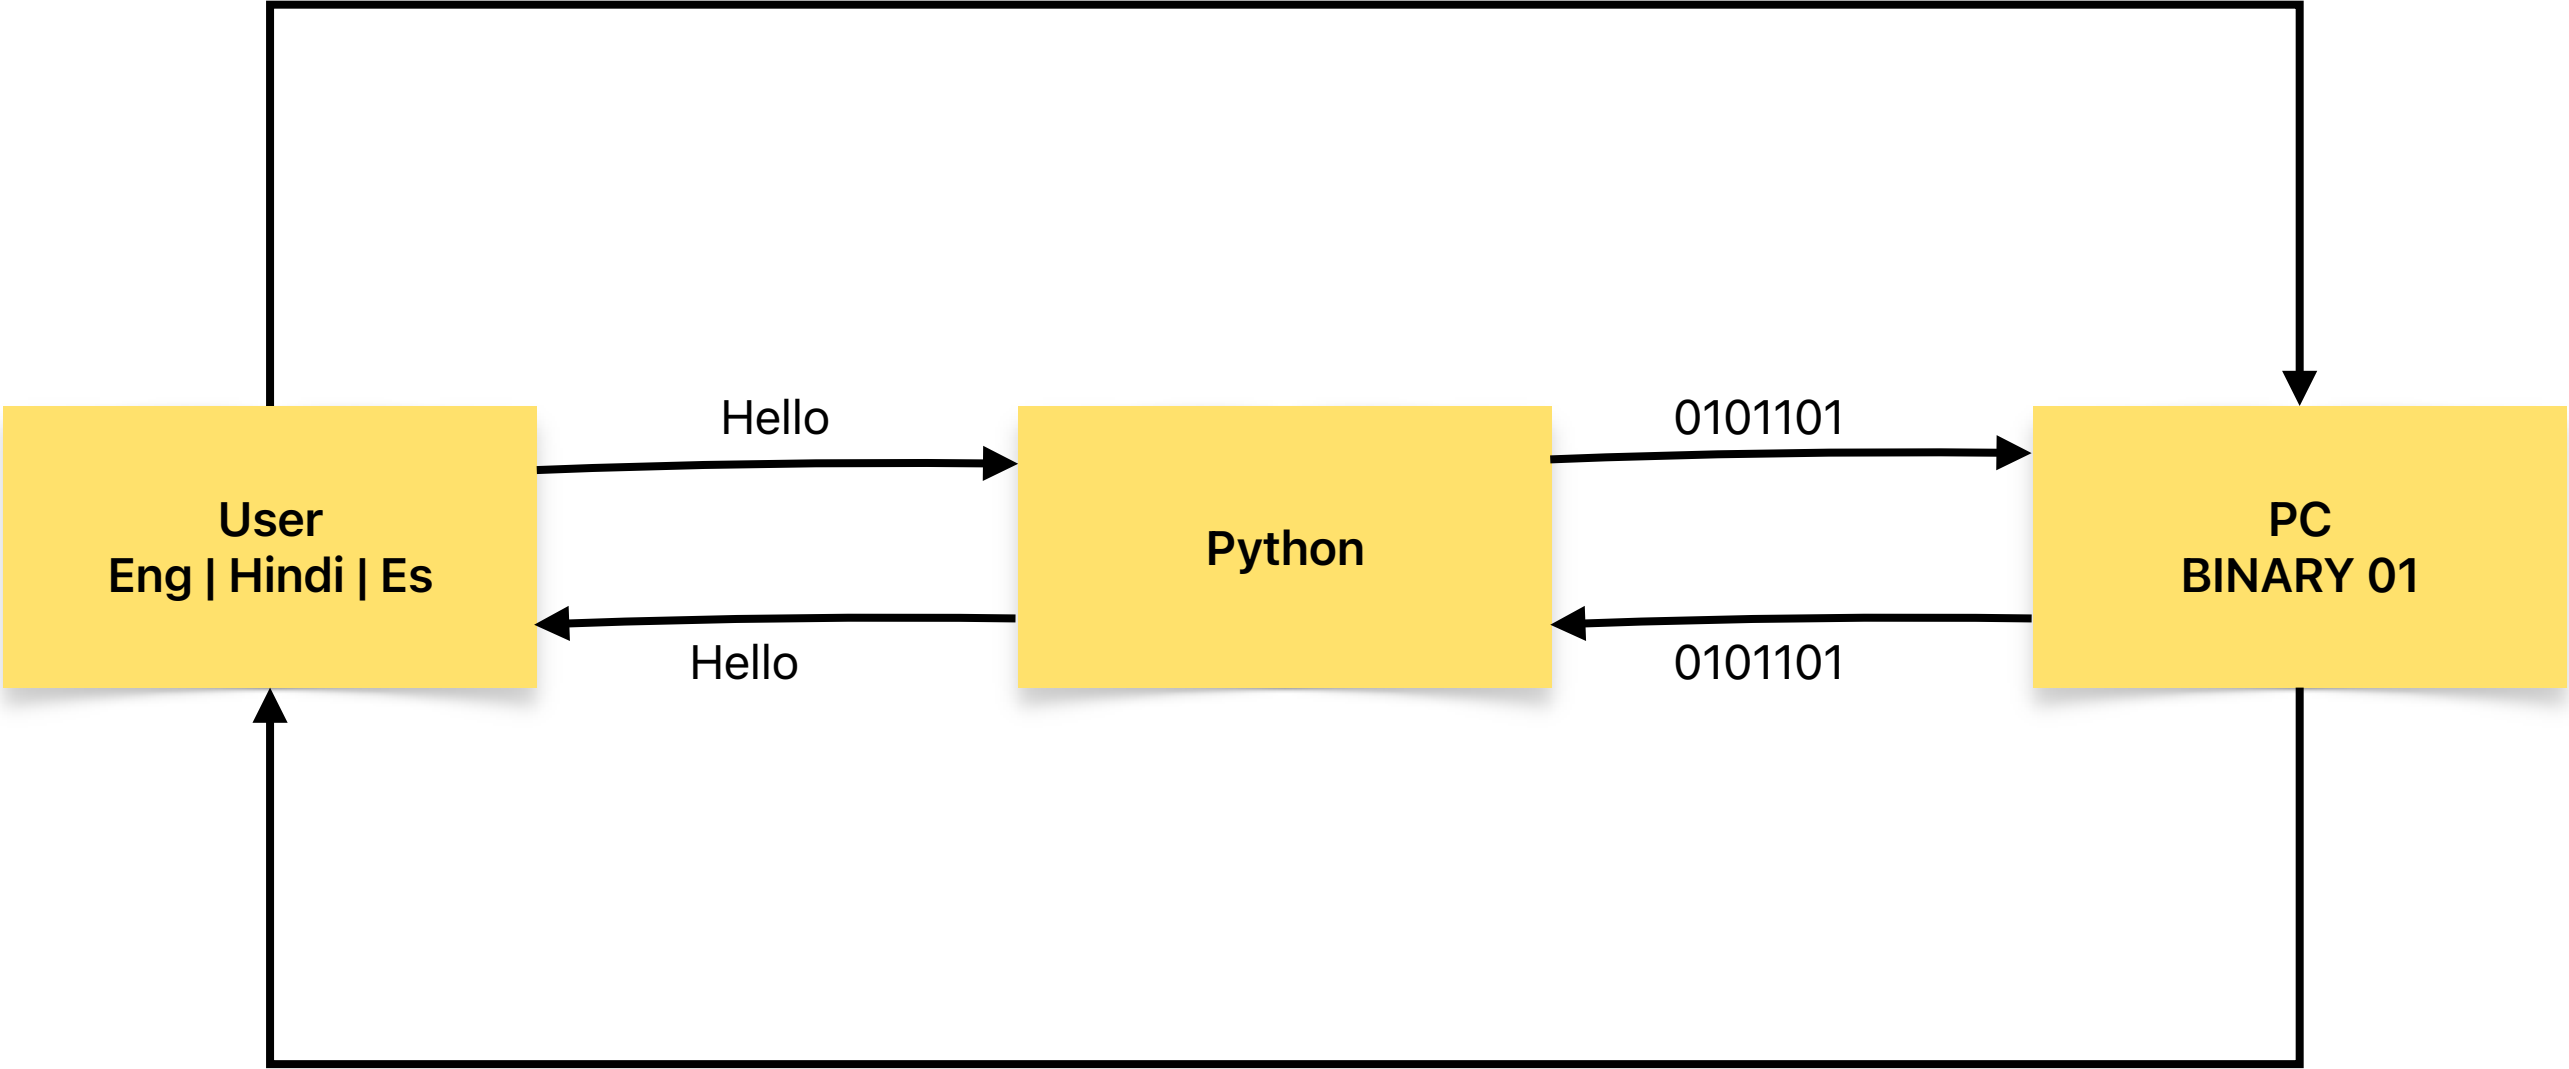 Hello
0101101
User
Eng | Hindi | Es
Python
PC
BINARY 01
Hello
0101101